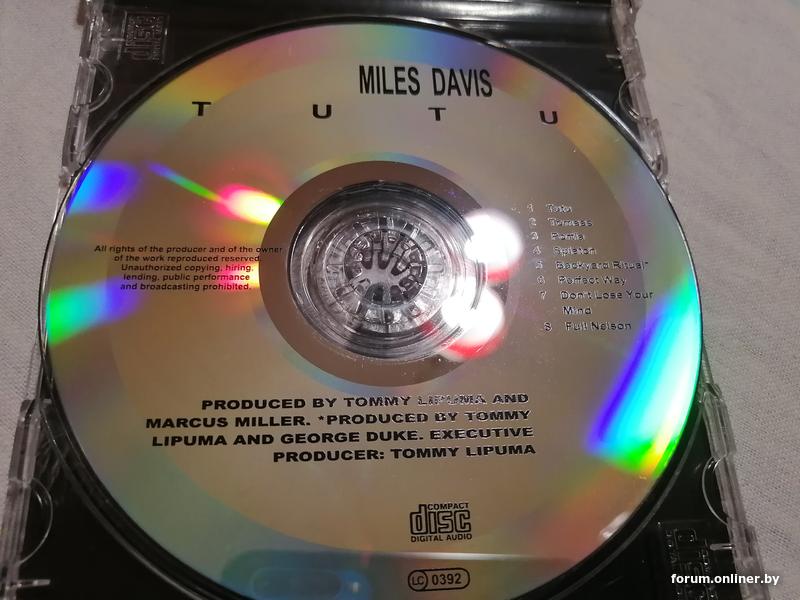 MILES DAVIS
T U T U
All rights of the producer and of the owner
of the work reproduced reserved.
Unauthorized copying, hiring,
lending, public performance
and broadcasting prohibited.
1 Tutu
2 Tomaas
3 Portia
4 Splatch
5 Backyard Ritual*
6 Perfect Way
7 Don't Lose Your
Mind
8 Full Nelson
PRODUCED BY TOMMY LIPUMA AND
MARCUS MILLER. *PRODUCED BY TOMMY
LIPUMA AND GEORGE DUKE. EXECUTIVE
PRODUCER: TOMMY LIPUMA
COMPACT
disc
DIGITAL AUDIO
LC 0392
forum.onliner.by